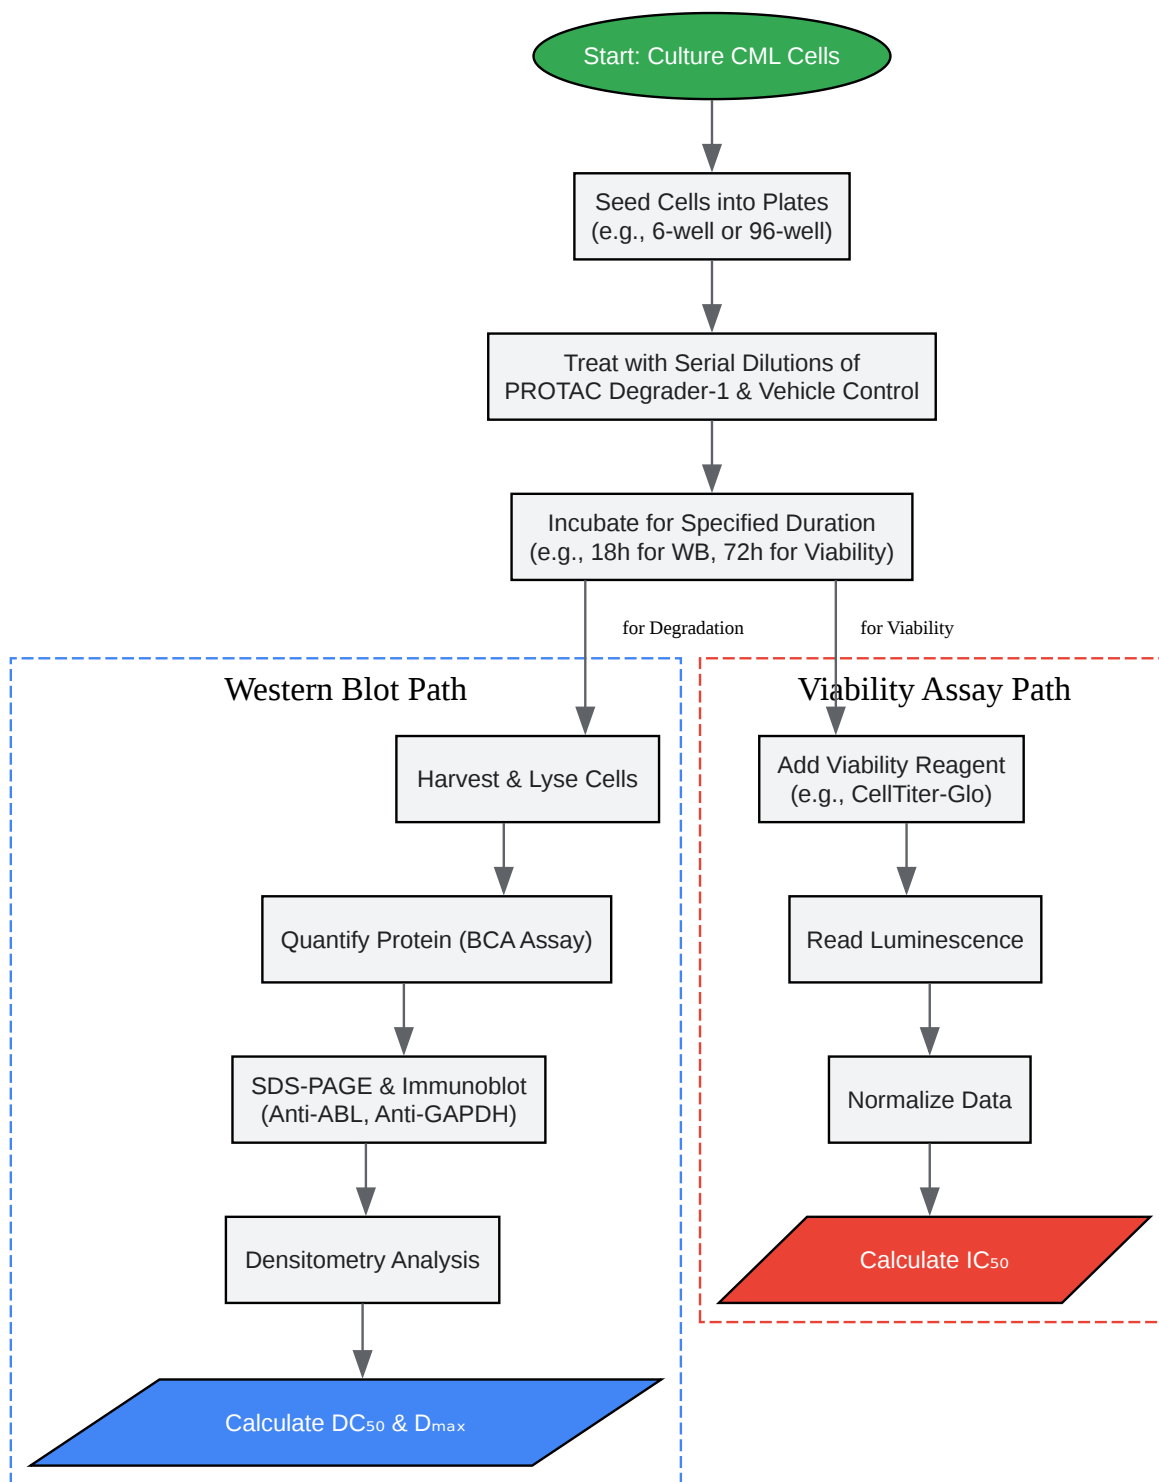 Start: Culture CML Cells
Seed Cells into Plates
(e.g., 6-well or 96-well)
Treat with Serial Dilutions of
PROTAC Degrader-1 & Vehicle Control
Incubate for Specified Duration
(e.g., 18h for WB, 72h for Viability)
for Degradation
for Viability
Western Blot Path
Harvest & Lyse Cells
Quantify Protein (BCA Assay)
SDS-PAGE & Immunoblot
(Anti-ABL, Anti-GAPDH)
Densitometry Analysis
Calculate DC₅₀ & Dₘₐₓ
Viability Assay Path
Add Viability Reagent
(e.g., CellTiter-Glo)
Read Luminescence
Normalize Data
Calculate IC₅₀